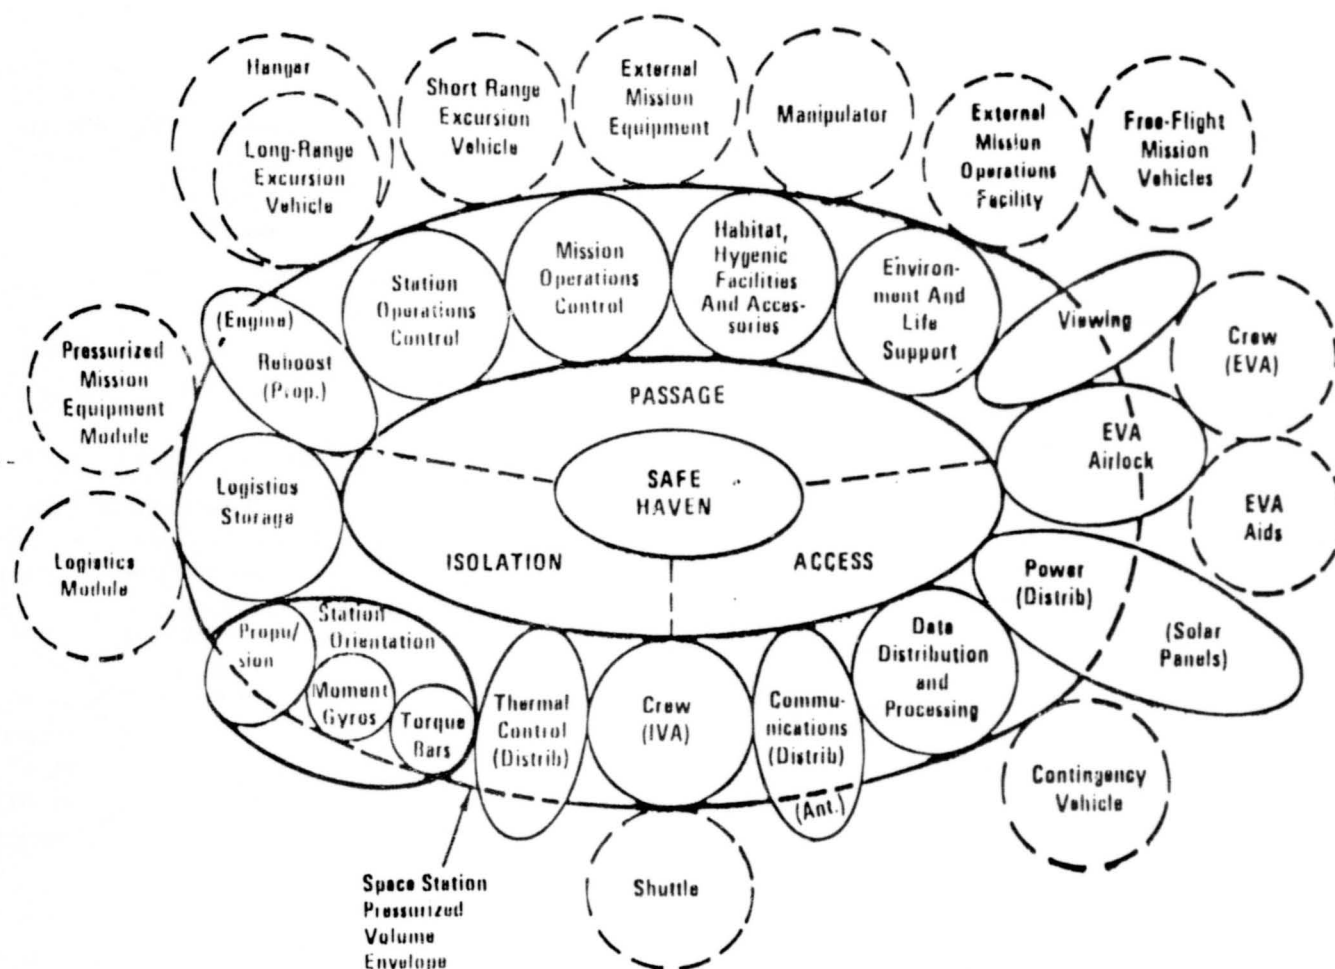 Hangar
Long-Range
Excursion
Vehicle
Short Range
Excursion
Vehicle
External
Mission
Equipment
Manipulator
External
Mission
Operations
Facility
Free-Flight
Mission
Vehicles
Pressurized
Mission
Equipment
Module
(Engine)
Reboost
(Prop.)
Station
Operations
Control
Mission
Operations
Control
Habitat,
Hygenic
Facilities
And Acces-
sories
Environ-
ment And
Life
Support
Viewing
Crew
(EVA)
PASSAGE
EVA
Airlock
SAFE
HAVEN
Logistics
Storage
EVA
Aids
Logistics
Module
ISOLATION
ACCESS
Power
(Distrib)
(Solar
Panels)
Station
Orientation
Propul
sion
Moment
Gyros
Torque
Bars
Thermal
Control
(Distrib)
Crew
(IVA)
Commu-
nications
(Distrib)
(Ant.)
Data
Distribution
and
Processing
Contingency
Vehicle
Shuttle
Space Station
Pressurized
Volume
Envelope